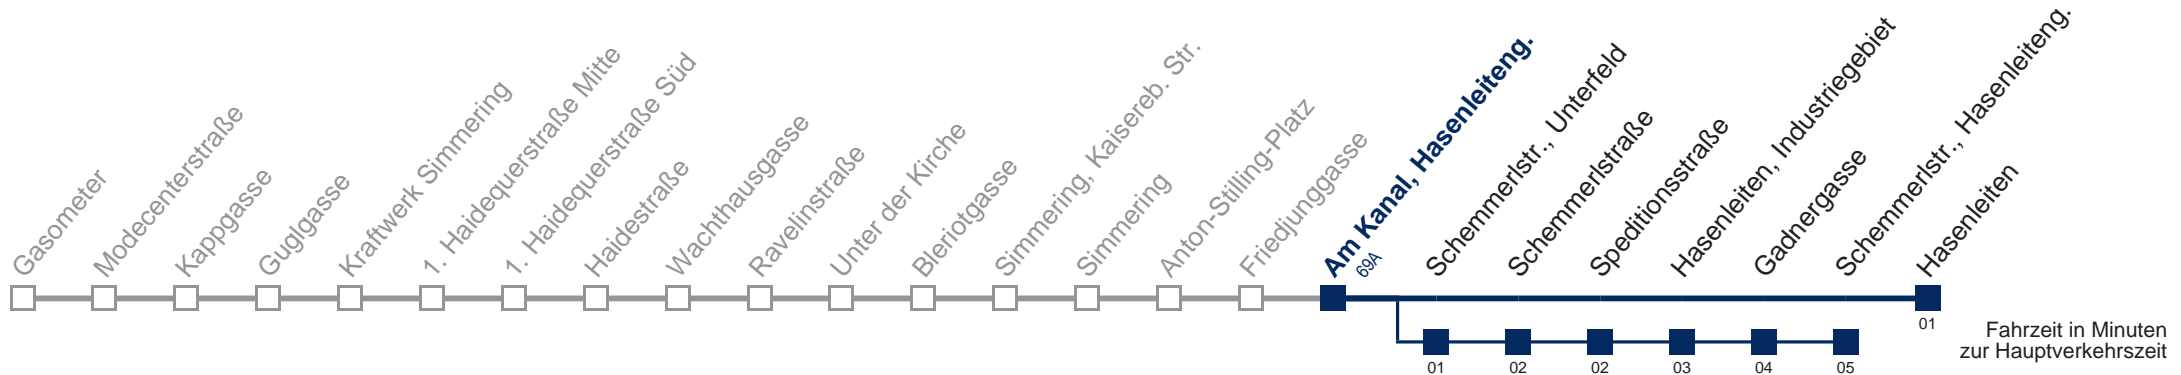 Gasometer
Modecenterstraße
Kappgasse
Guglgasse
Kraftwerk Simmering
1. Haidequerstraße Mitte
1. Haidequerstraße Süd
Haidestraße
Wachthausgasse
Ravelinstraße
Unter der Kirche
Bleriotgasse
Simmering, Kaisereb. Str.
Simmering
Anton-Stilling-Platz
Friedjunggasse
Am Kanal, Hasenleiteng.
69A
Schemmerlstr., Unterfeld
Schemmerlstraße
Speditionsstraße
Hasenleiten, Industriegebiet
Gadnergasse
Schemmerlstr., Hasenleiteng.
Hasenleiten
01
Fahrzeit in Minuten
zur Hauptverkehrszeit
01 02 02 03 04 05